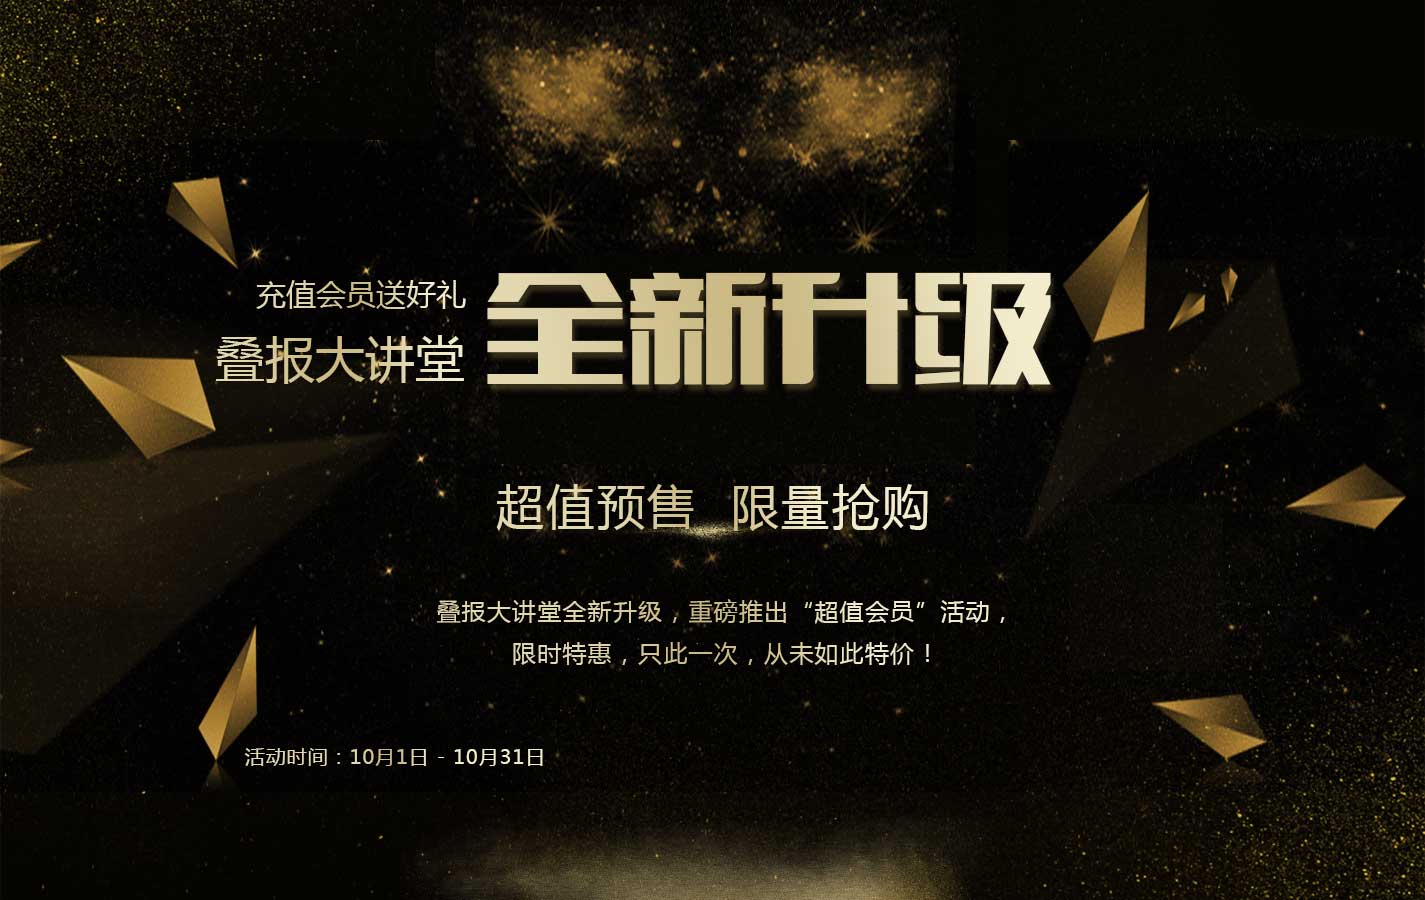 充值会员送好礼
叠报大讲堂
全新升级
超值预售 限量抢购
叠报大讲堂全新升级，重磅推出“超值会员”活动，
限时特惠，只此一次，从未如此特价！
活动时间：10月1日 - 10月31日